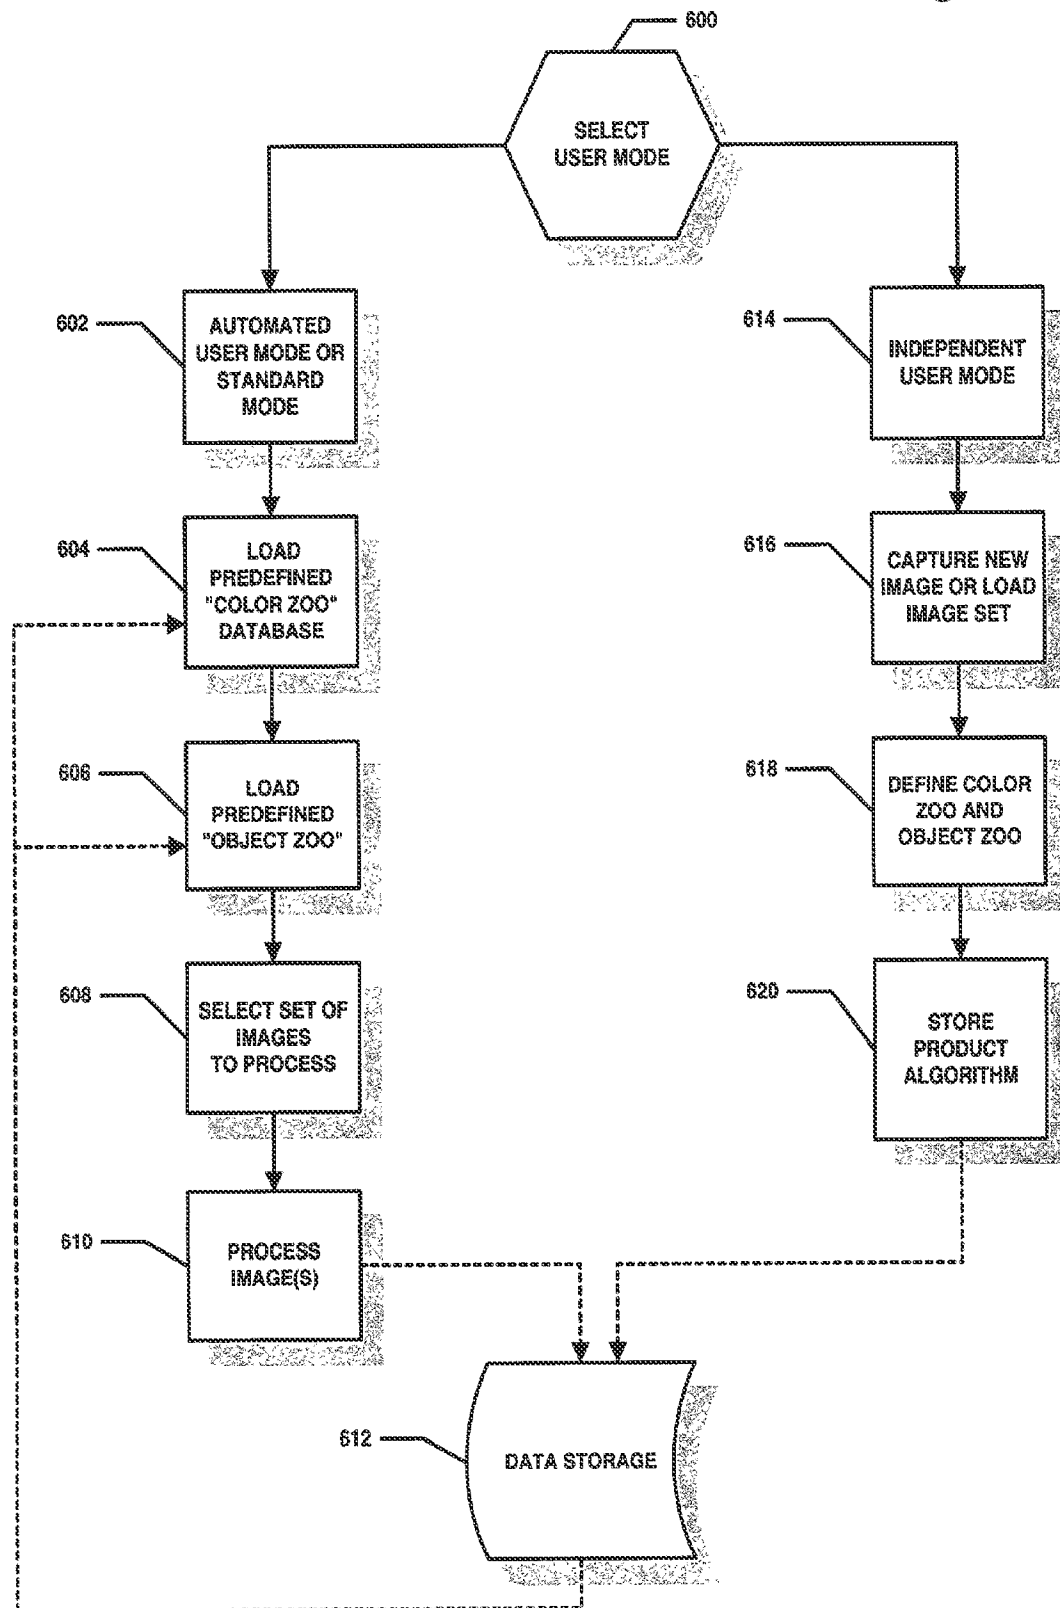 600
SELECT
USER MODE
602
AUTOMATED
USER MODE OR
STANDARD
MODE
614
INDEPENDENT
USER MODE
604
LOAD
PREDEFINED
"COLOR ZOO"
DATABASE
616
CAPTURE NEW
IMAGE OR LOAD
IMAGE SET
606
LOAD
PREDEFINED
"OBJECT ZOO"
618
DEFINE COLOR
ZOO AND
OBJECT ZOO
608
SELECT SET OF
IMAGES
TO PROCESS
620
STORE
PRODUCT
ALGORITHM
610
PROCESS
IMAGE(S)
612
DATA STORAGE